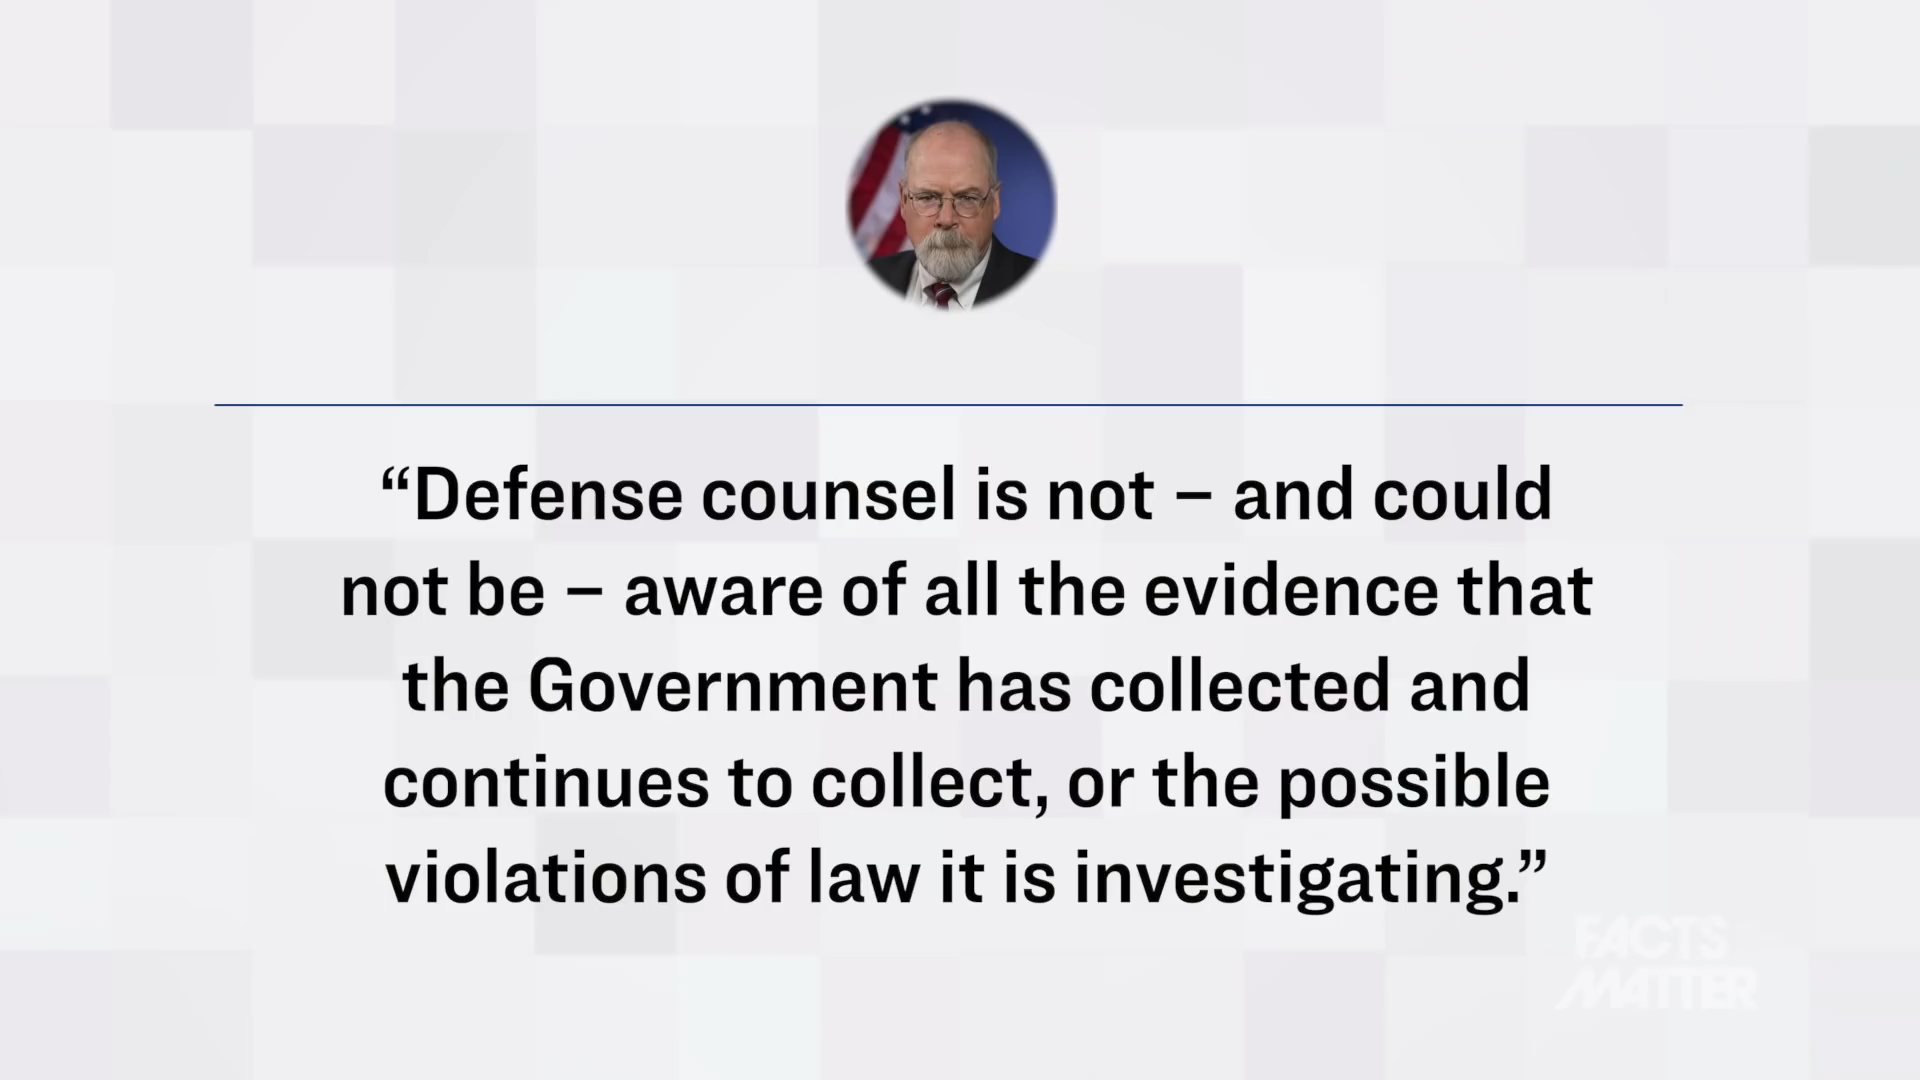 “Defense counsel is not – and could
not be – aware of all the evidence that
the Government has collected and
continues to collect, or the possible
violations of law it is investigating.”
FACTS
MATTER